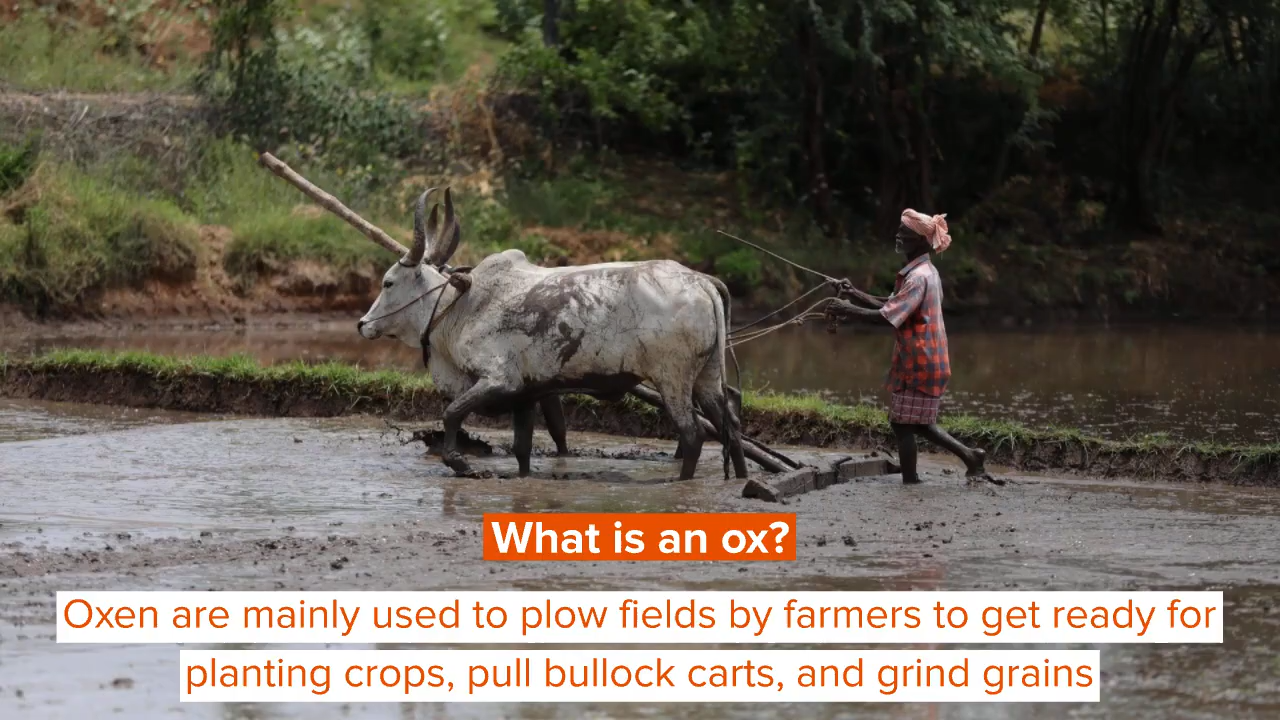 What is an ox?
Oxen are mainly used to plow fields by farmers to get ready for
planting crops, pull bullock carts, and grind grains